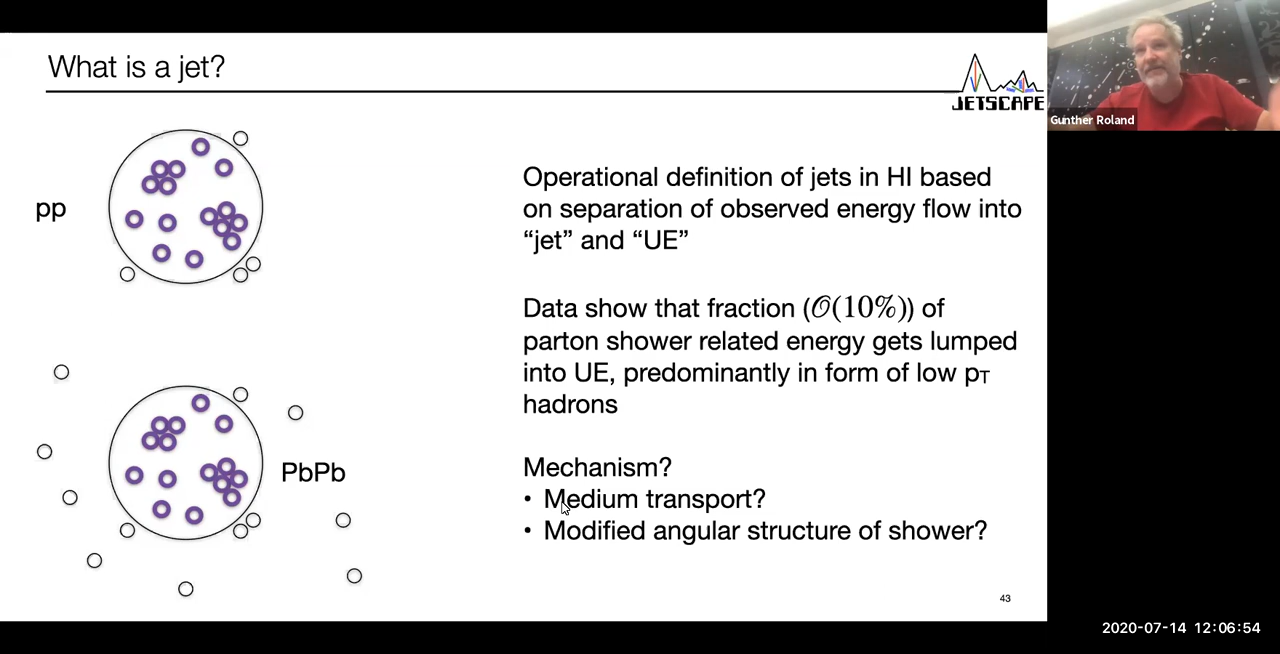 What is a jet?
JETSCAPE
Gunther Roland
pp
Operational definition of jets in HI based
on separation of observed energy flow into
“jet” and “UE”
Data show that fraction (𝒪(10%)) of
parton shower related energy gets lumped
into UE, predominantly in form of low pT
hadrons
PbPb
Mechanism?
• Medium transport?
• Modified angular structure of shower?
43
2020-07-14 12:06:54